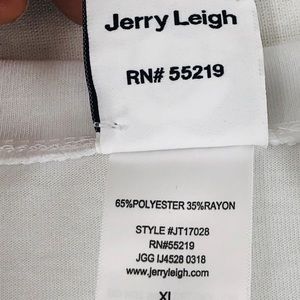 Jerry Leigh
RN# 55219
65%POLYESTER 35%RAYON
STYLE #JT17028
RN#55219
JGG IJ4528 0318
www.jerryleigh.com
XL